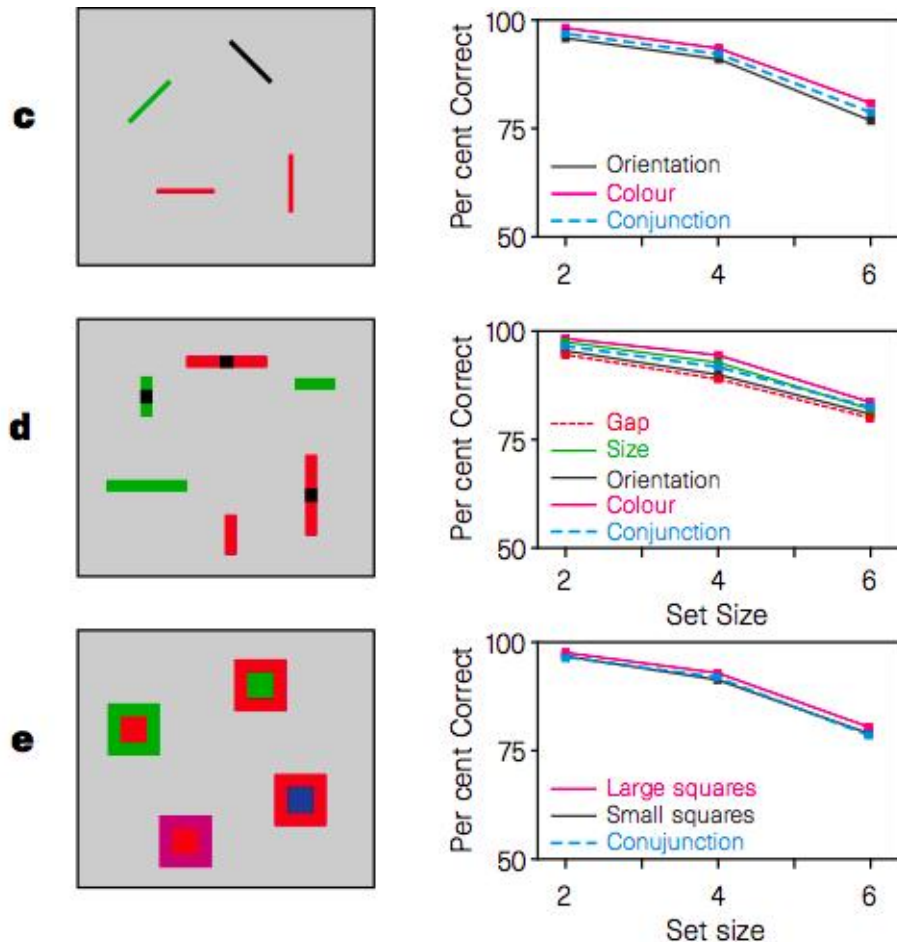 c
Per cent Correct
100
75
50
Orientation
Colour
Conjunction
2 4 6
d
Per cent Correct
100
75
50
Gap
Size
Orientation
Colour
Conjunction
2 4 6
Set Size
e
Per cent Correct
100
75
50
Large squares
Small squares
Conujunction
2 4 6
Set size